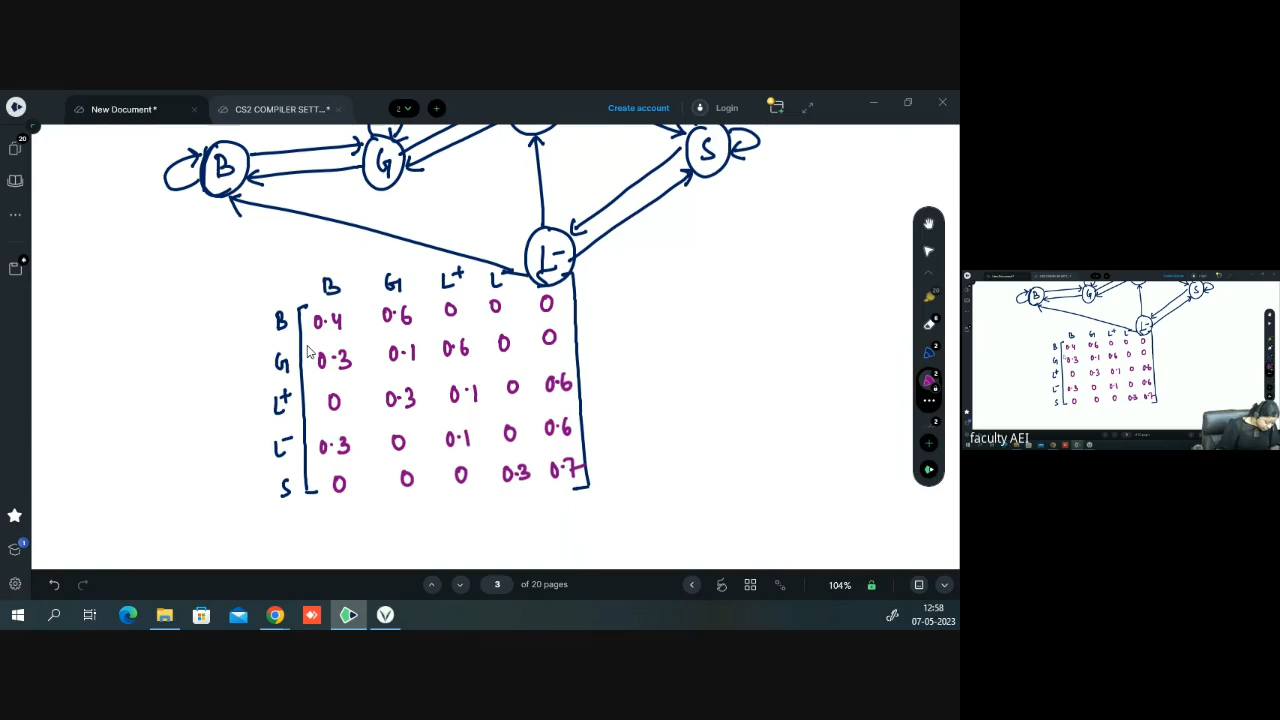 New Document*
CS2 COMPILER SETT...*
2
Create account
Login
20
B
G
S
L-
B G L+ L-
B 0.4 0.6 0 0 0
G 0.3 0.1 0.6 0 0
L+ 0 0.3 0.1 0 0.6
L- 0.3 0 0.1 0 0.6
S 0 0 0 0.3 0.7
3 of 20 pages
104%
12:58
07-05-2023
faculty AEI